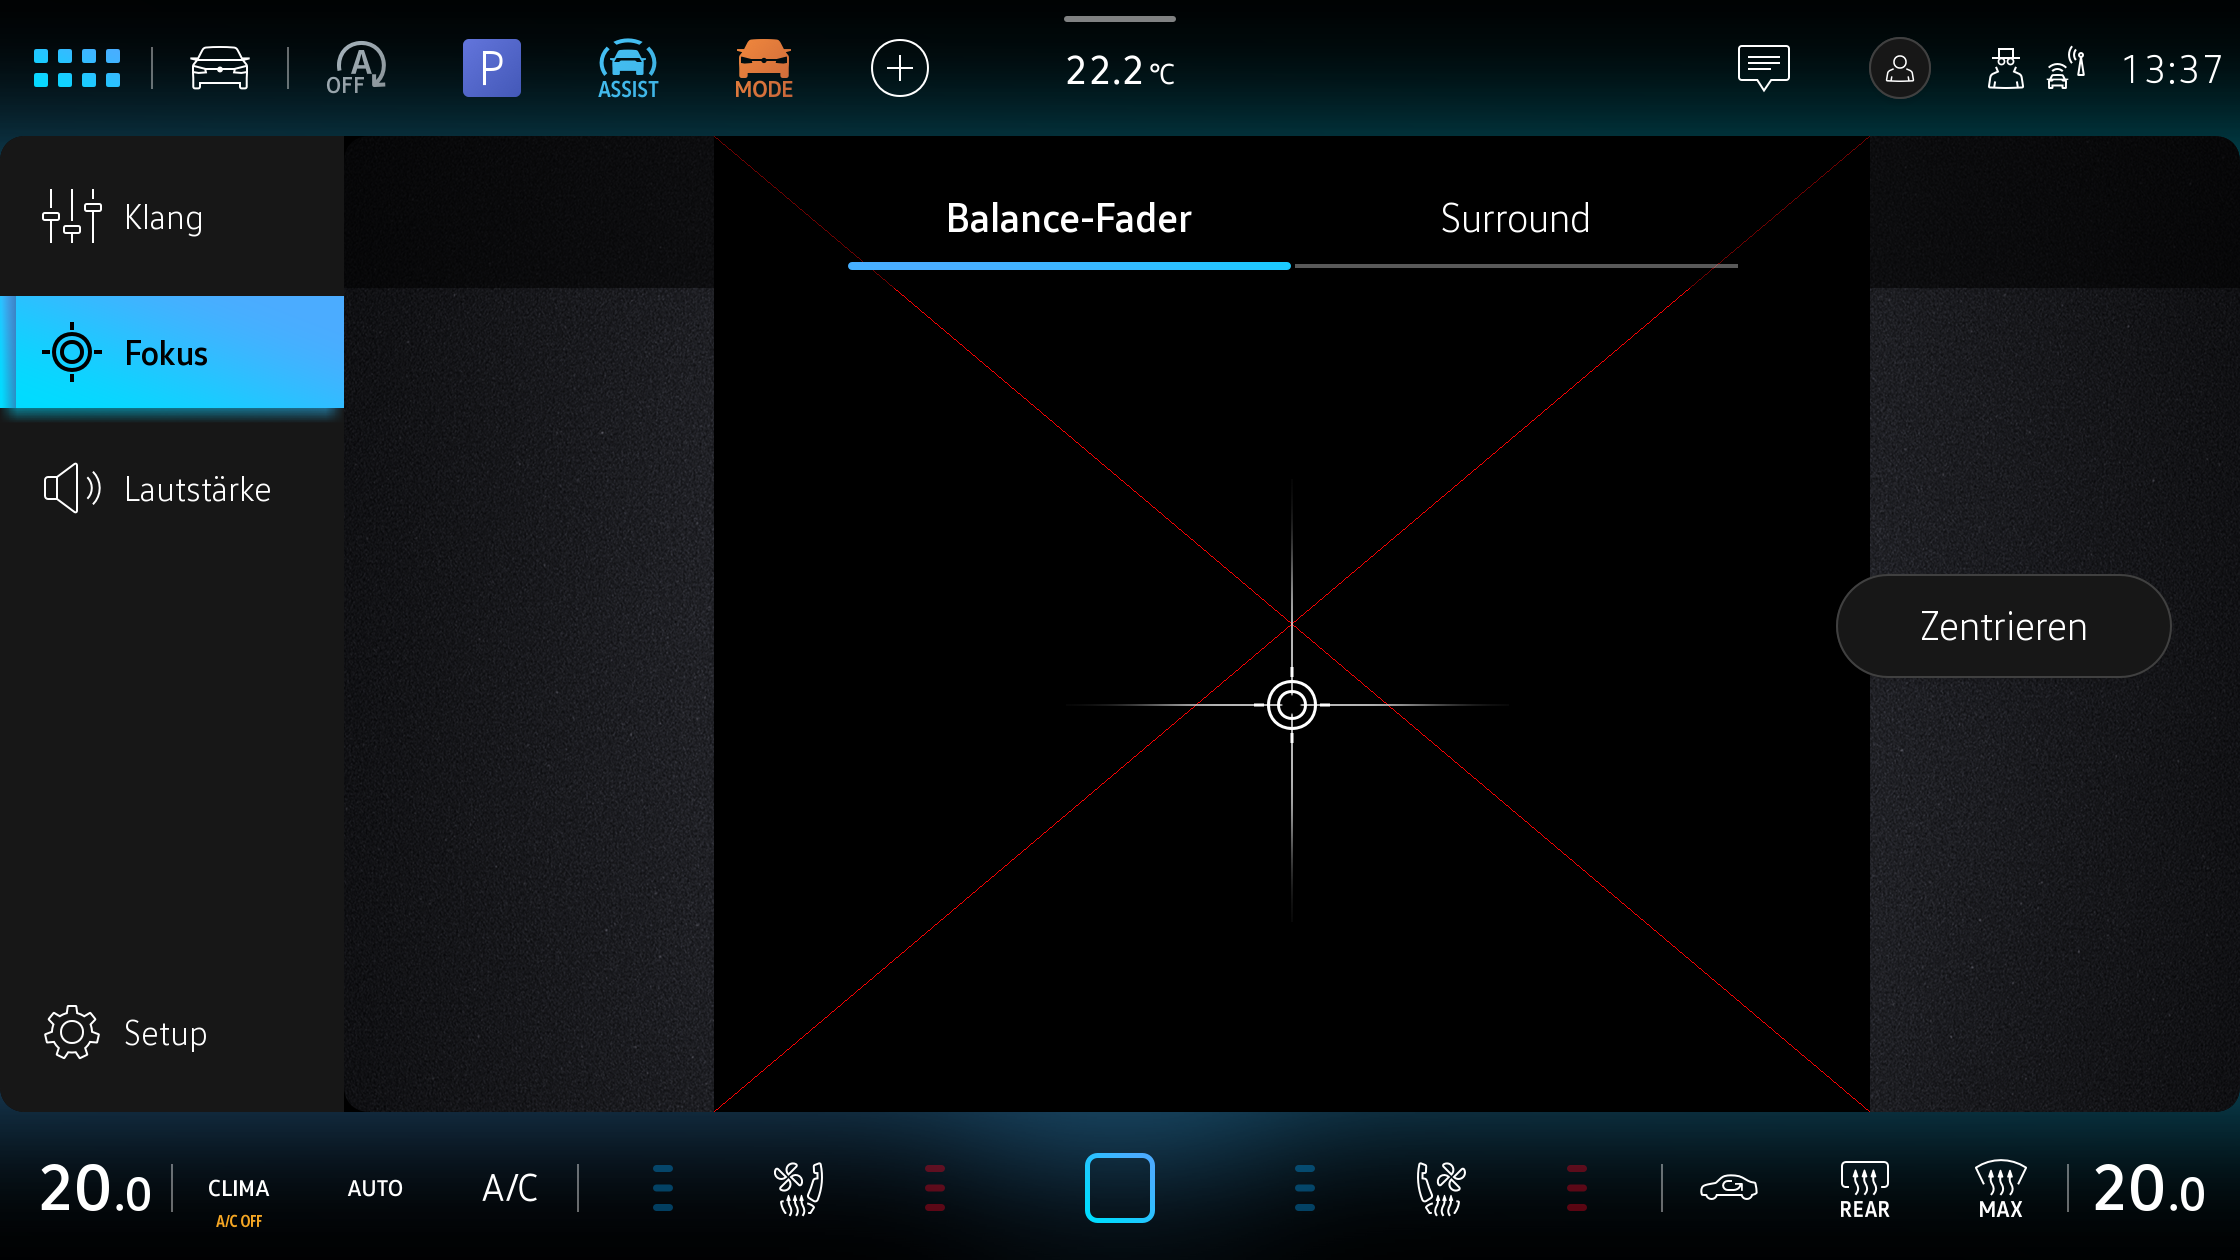 OFF A
P
ASSIST
MODE
22.2 °C
13:37
Klang
Fokus
Lautstärke
Setup
Balance-Fader
Surround
Zentrieren
20.0
CLIMA
A/C OFF
AUTO
A/C
REAR
MAX
20.0